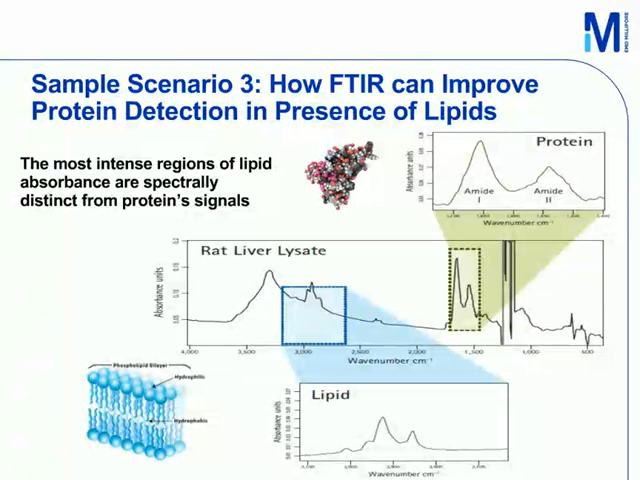 M
EMD MILLIPORE
Sample Scenario 3: How FTIR can Improve
Protein Detection in Presence of Lipids
The most intense regions of lipid
absorbance are spectrally
distinct from protein's signals
Protein
Absorbance units
Amide
I
Amide
II
Wavenumber cm⁻¹
Rat Liver Lysate
Absorbance units
4,000 3,500 3,000 2,500 2,000 1,500 1,000 500
Wavenumber cm⁻¹
Phospholipid Bilayer
Hydrophilic
Hydrophobic
Lipid
Absorbance units
Wavenumber cm⁻¹